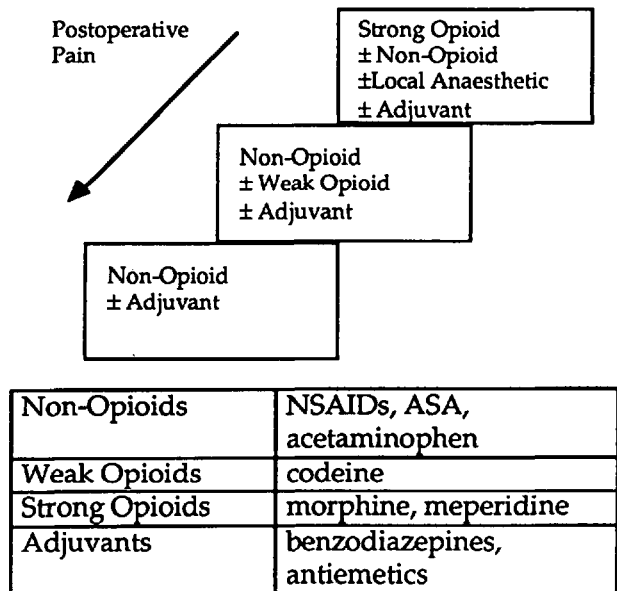 Postoperative
Pain
Strong Opioid
± Non-Opioid
±Local Anaesthetic
± Adjuvant
Non-Opioid
± Weak Opioid
± Adjuvant
Non-Opioid
± Adjuvant
Non-Opioids NSAIDs, ASA,
acetaminophen
Weak Opioids codeine
Strong Opioids morphine, meperidine
Adjuvants benzodiazepines,
antiemetics